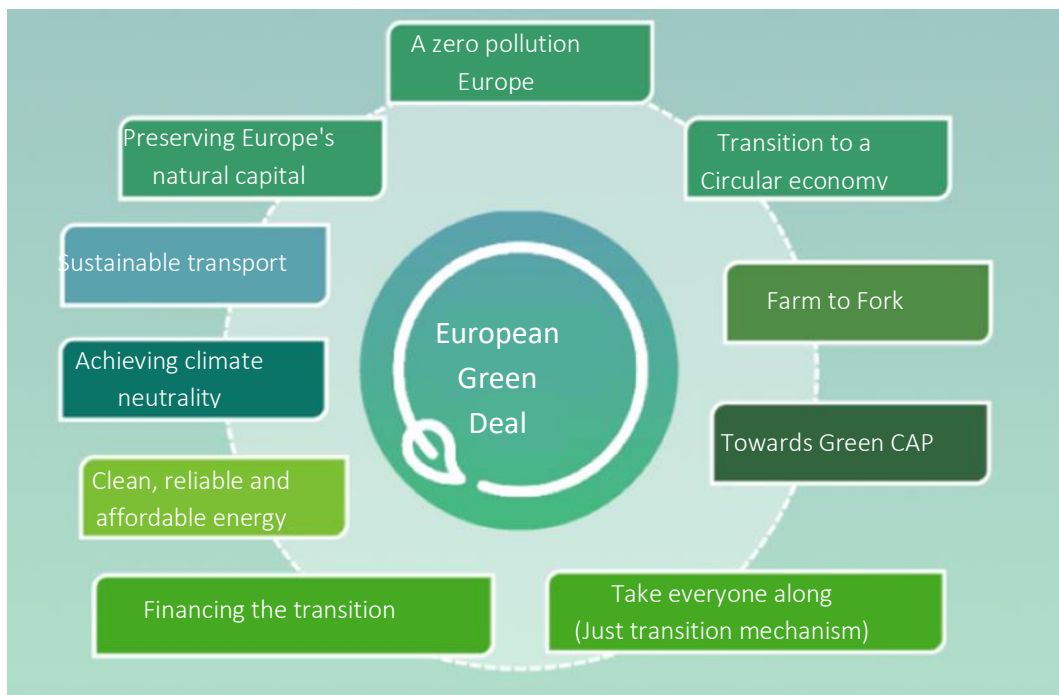 A zero pollution
Europe
Preserving Europe's
natural capital
Transition to a
Circular economy
Sustainable transport
Farm to Fork
European
Green
Deal
Achieving climate
neutrality
Towards Green CAP
Clean, reliable and
affordable energy
Financing the transition
Take everyone along
(Just transition mechanism)